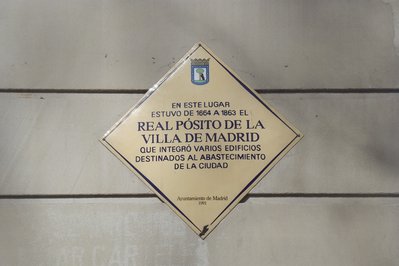 EN ESTE LUGAR
ESTUVO DE 1664 A 1863 EL
REAL PÓSITO DE LA
VILLA DE MADRID
QUE INTEGRÓ VARIOS EDIFICIOS
DESTINADOS AL ABASTECIMIENTO
DE LA CIUDAD
Ayuntamiento de Madrid
1991